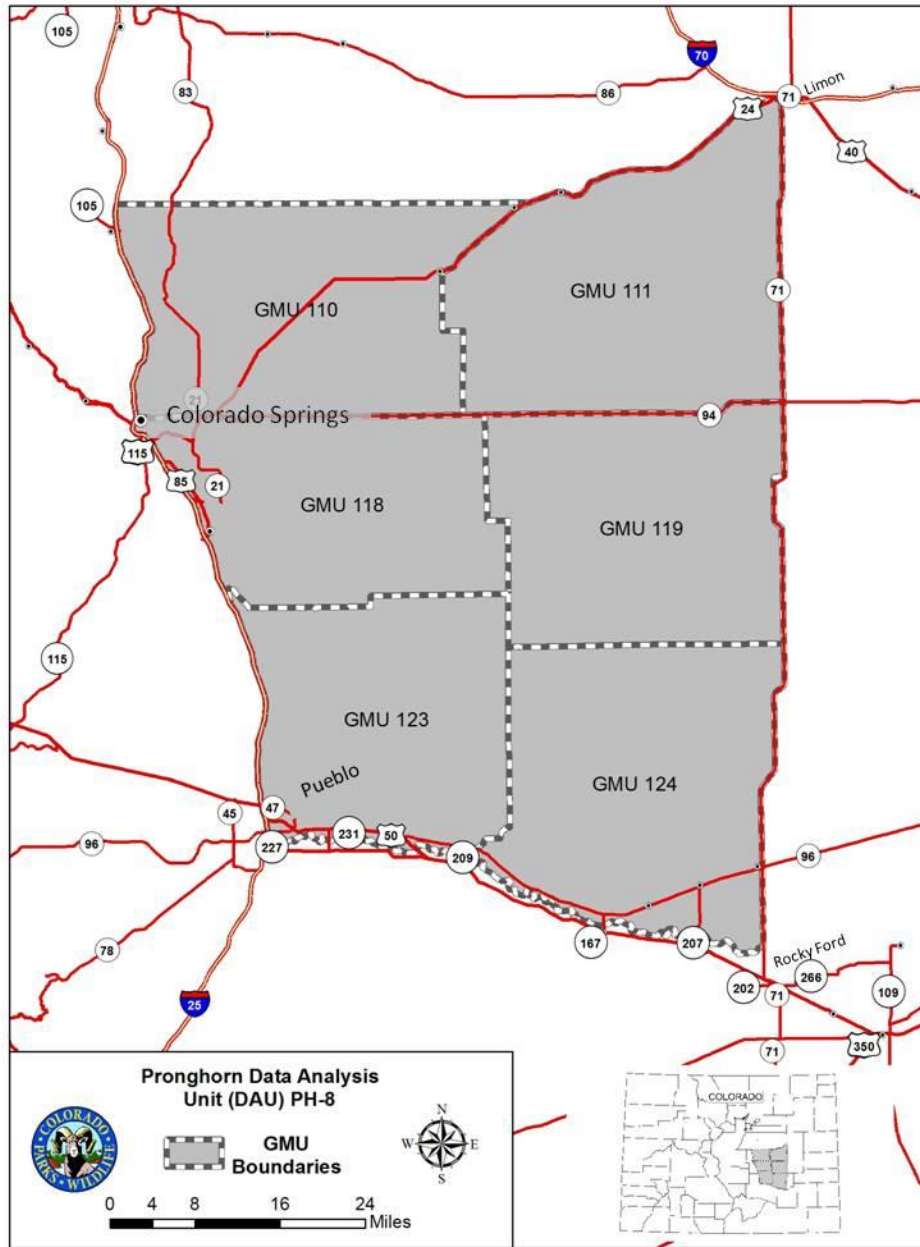 105
83
70
86
24
71
Limon
40
105
GMU 110
GMU 111
71
21
Colorado Springs
94
115
85
21
GMU 118
GMU 119
115
GMU 123
GMU 124
Pueblo
45
47
96
227
231
50
209
96
78
167
207
Rocky Ford
202
266
71
109
25
350
71
Pronghorn Data Analysis
Unit (DAU) PH-8
COLORADO
PARKS
WILDLIFE
GMU
Boundaries
N
W
E
S
0 4 8 16 24
Miles
COLORADO